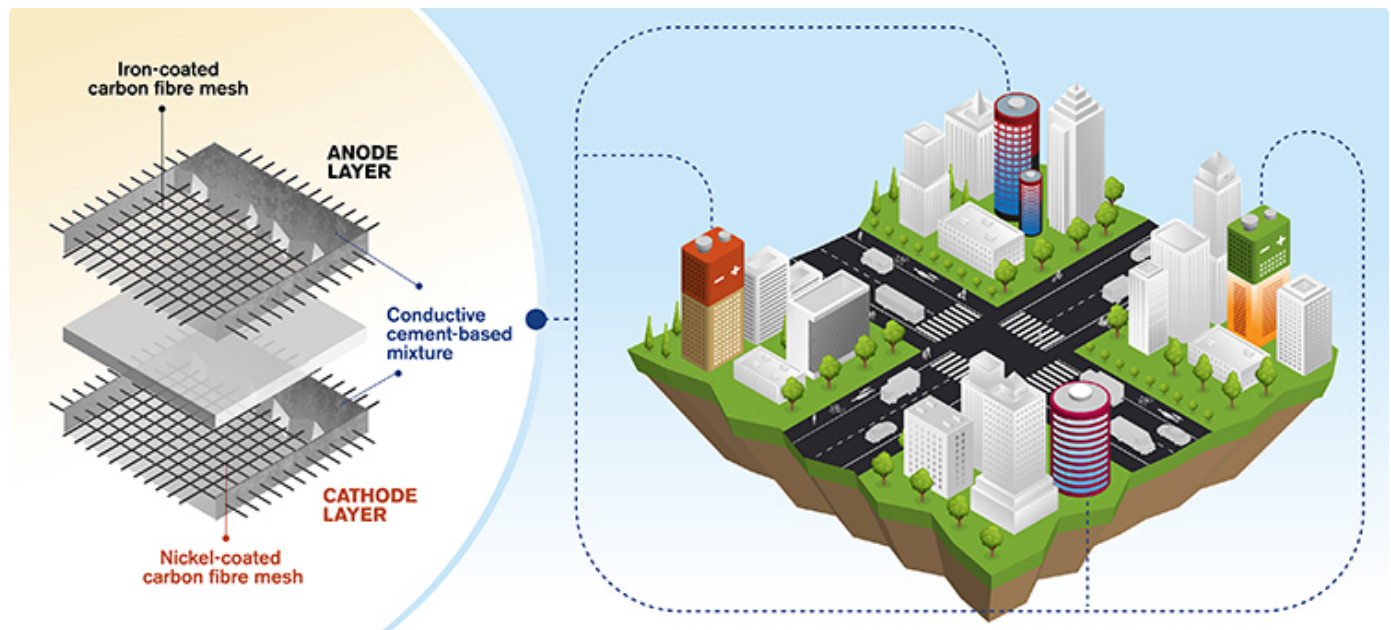 Iron-coated
carbon fibre mesh
ANODE
LAYER
Conductive
cement-based
mixture
CATHODE
LAYER
Nickel-coated
carbon fibre mesh
- +
- +